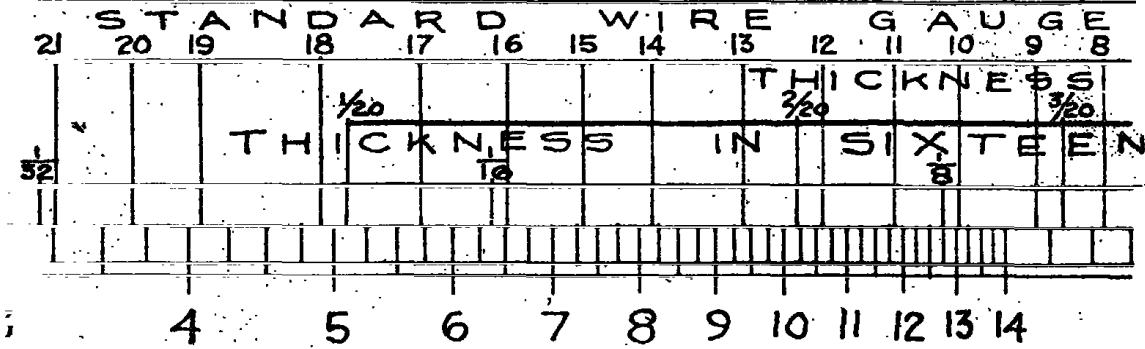 STANDARD WIRE GAUGE
21 20 19 18 17 16 15 14 13 12 11 10 9 8
THICKNESS
1/20 2/20 3/20
THICKNESS IN SIXTEEN
1/32 1/16 1/8
4 5 6 7 8 9 10 11 12 13 14